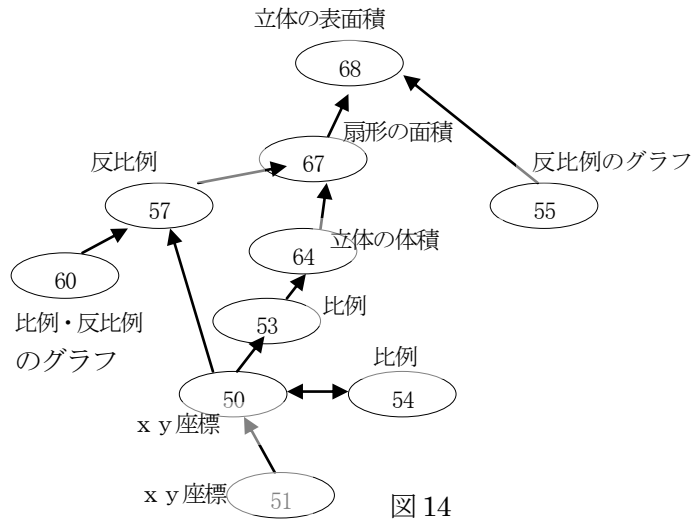 立体の表面積
68
扇形の面積
67
反比例
57
反比例のグラフ
55
立体の体積
64
60
比例・反比例
のグラフ
53
比例
比例
50
54
ｘｙ座標
ｘｙ座標
51
図14